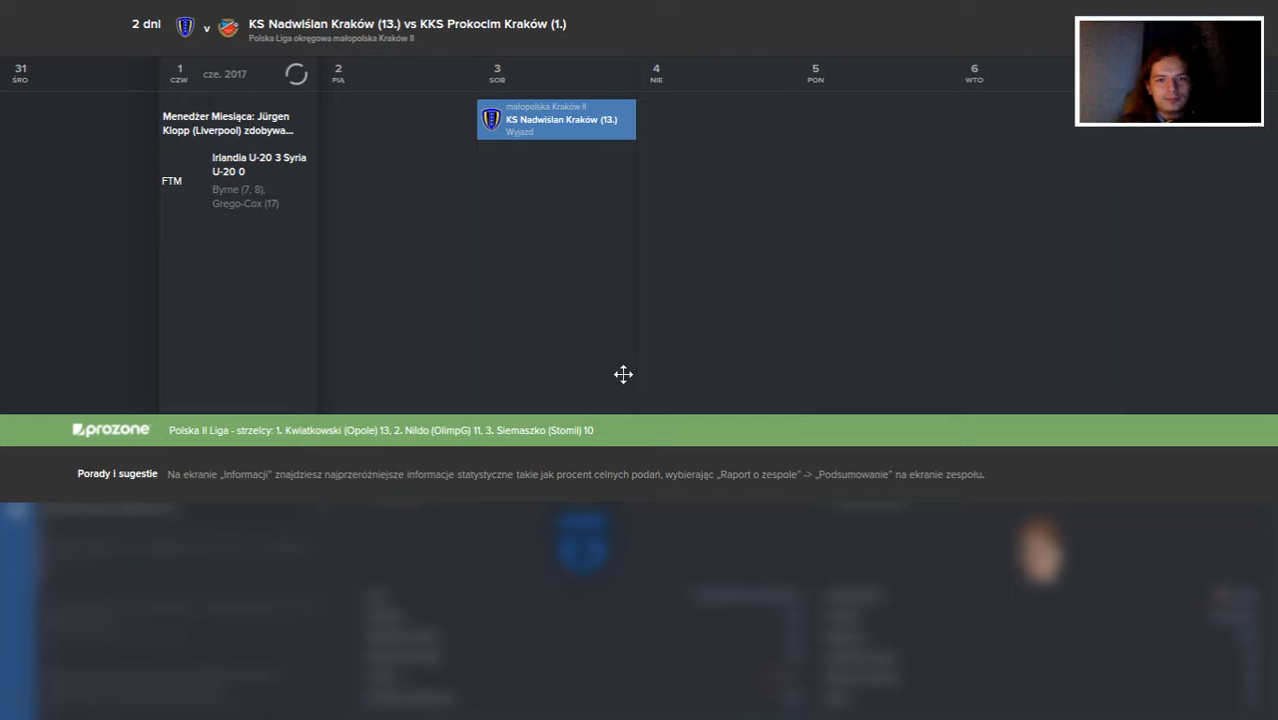 2 dni
v
KS Nadwiślan Kraków (13.) vs KKS Prokocim Kraków (1.)
Polska Liga okręgowa małopolska Kraków II
31
ŚRO
1
CZW
cze. 2017
2
PIĄ
3
SOB
4
NIE
5
PON
6
WTO
Menedżer Miesiąca: Jürgen
Klopp (Liverpool) zdobywa...
FTM
Irlandia U-20 3 Syria
U-20 0
Byrne (7, 8),
Grego-Cox (17)
małopolska Kraków II
KS Nadwiślan Kraków (13.)
Wyjazd
prozone
Polska II Liga - strzelcy: 1. Kwiatkowski (Opole) 13, 2. Nildo (OlimpG) 11, 3. Siemaszko (Stomil) 10
Porady i sugestie
Na ekranie „Informacji” znajdziesz najprzeróżniejsze informacje statystyczne takie jak procent celnych podań, wybierając „Raport o zespole” -> „Podsumowanie” na ekranie zespołu.